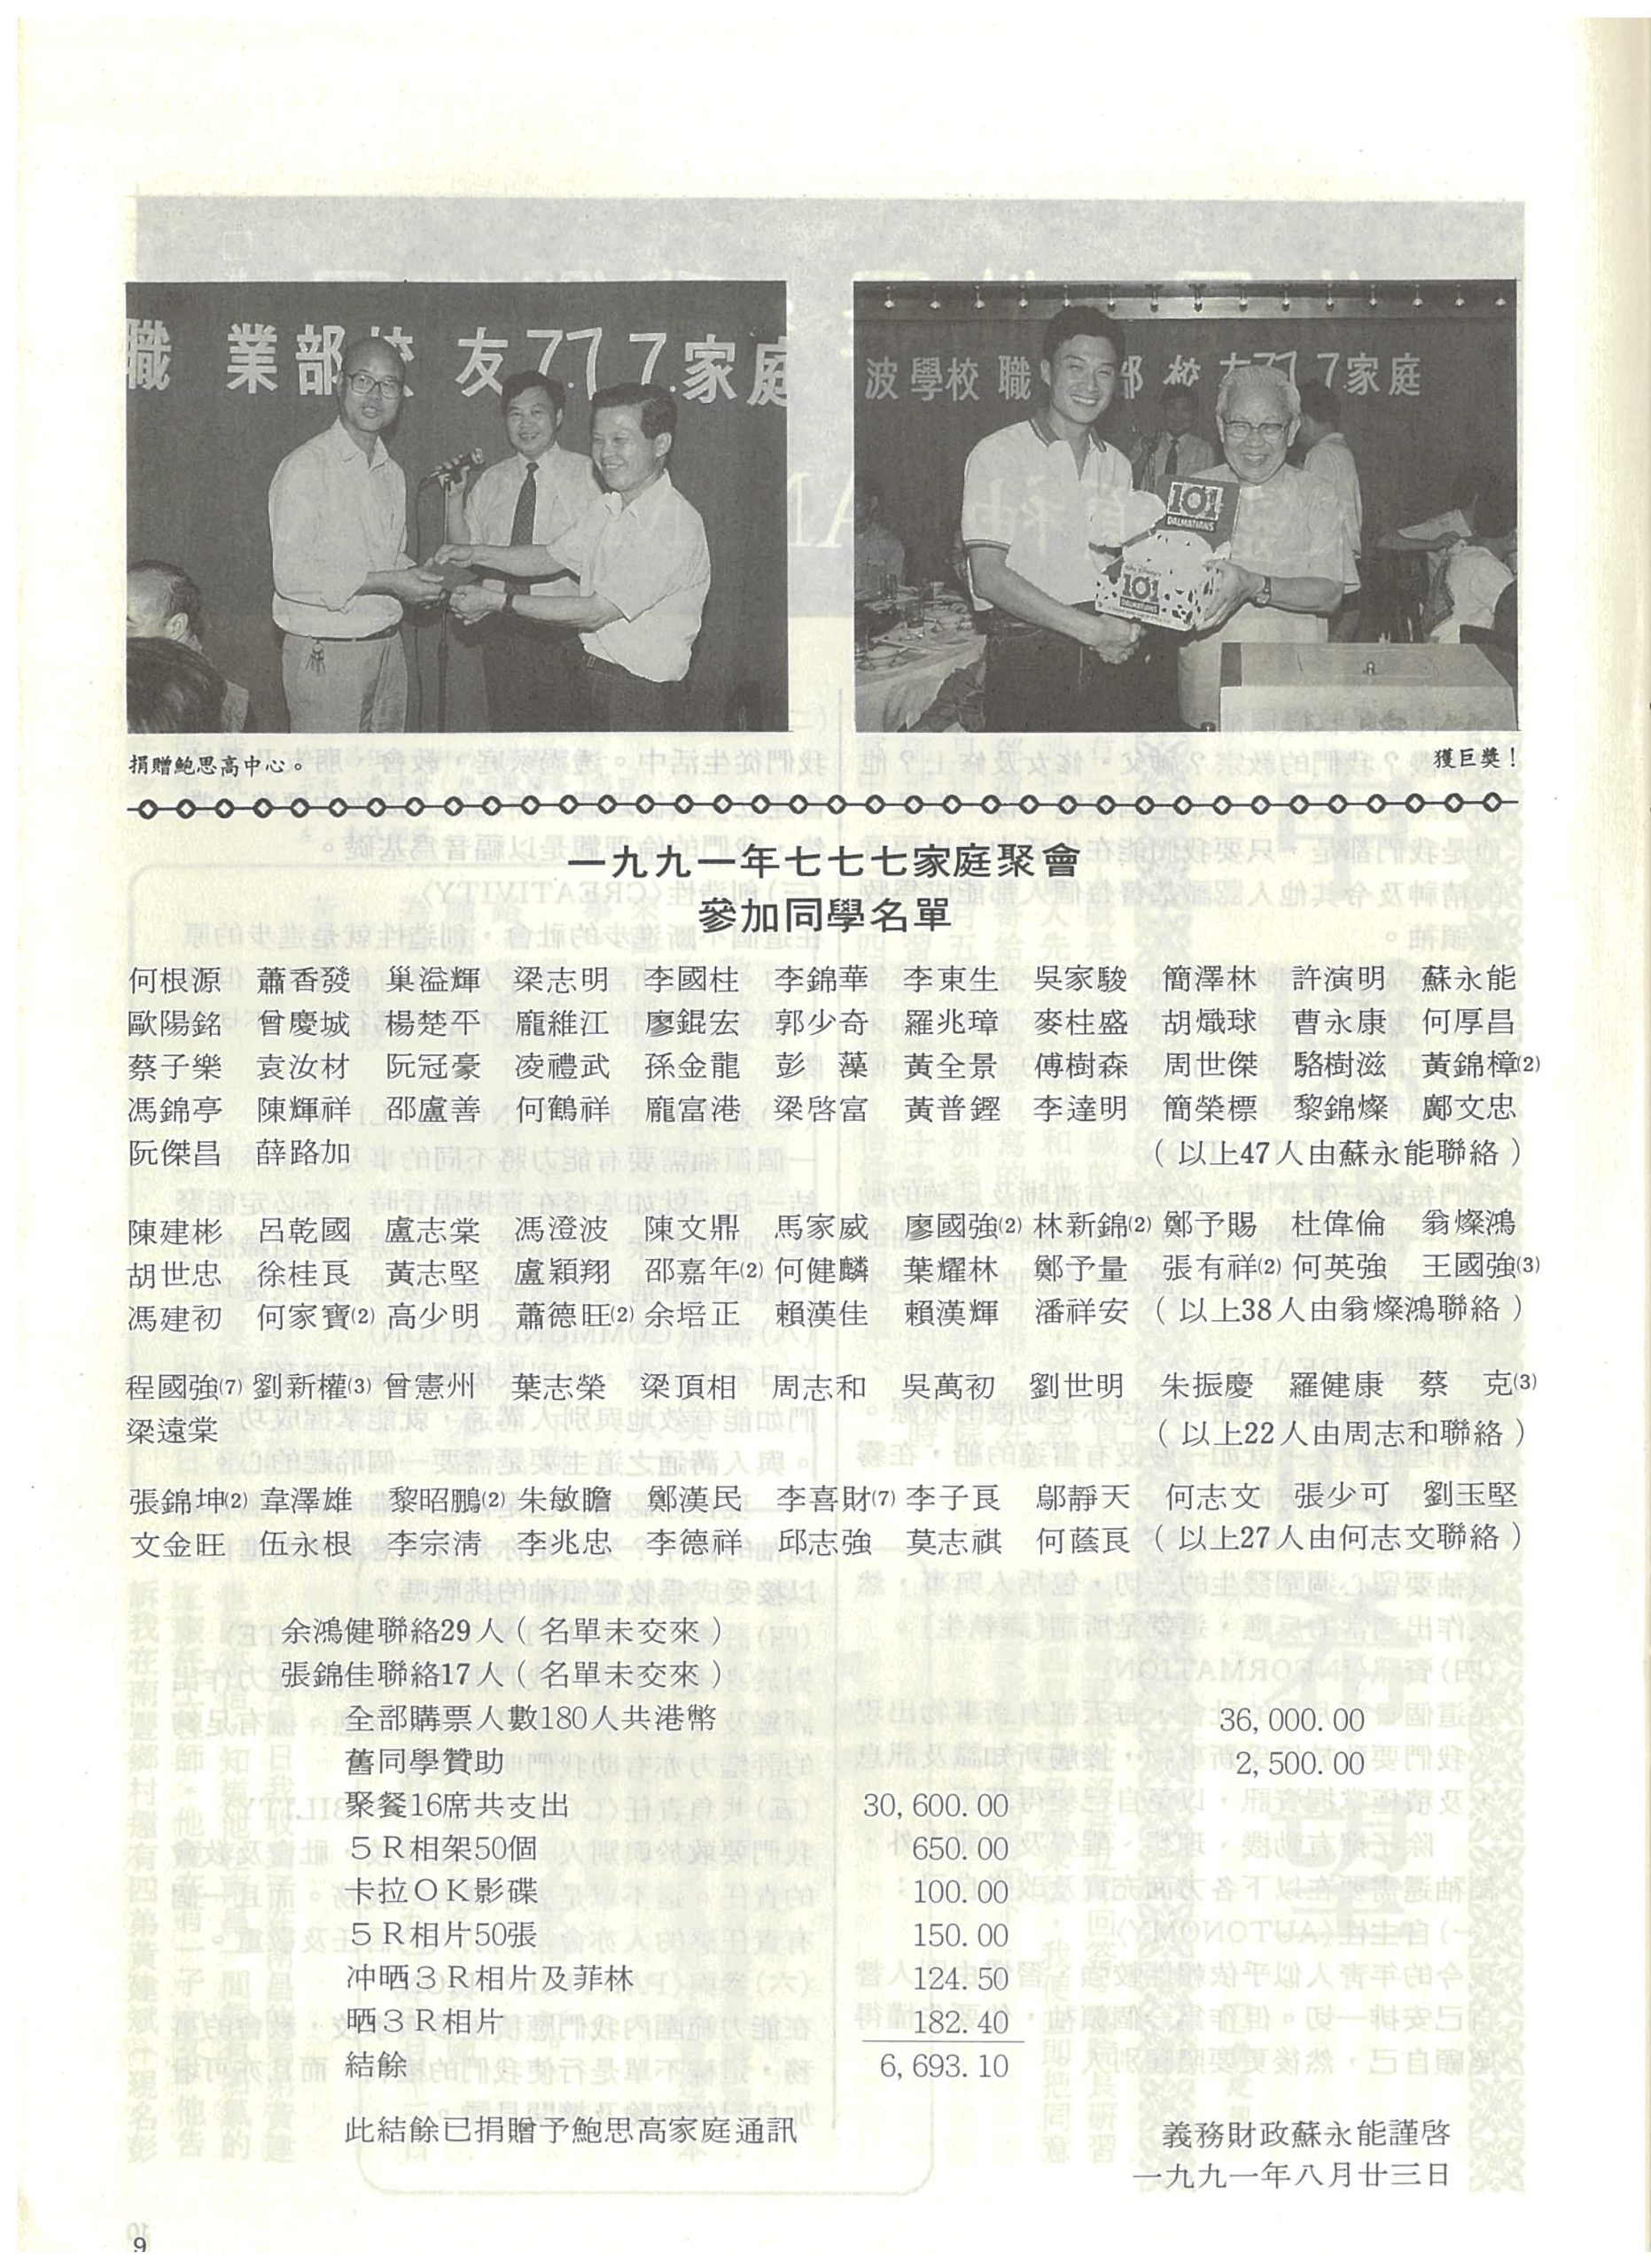 職 業部校 友7.7.7.家庭
波學校職 部 校友7.7.7.家庭
101
DALMATIANS
101
DALMATIANS
捐贈鮑思高中心。
獲巨獎！
一九九一年七七七家庭聚會
參加同學名單
何根源 蕭香發 巢溢輝 梁志明 李國柱 李錦華 李東生 吳家駿 簡澤林 許演明 蘇永能
歐陽銘 曾慶城 楊楚平 龐維江 廖錕宏 郭少奇 羅兆璋 麥柱盛 胡熾球 曹永康 何厚昌
蔡子樂 袁汝材 阮冠豪 凌禮武 孫金龍 彭 藻 黃全景 傅樹森 周世傑 駱樹滋 黃錦樟(2)
馮錦亭 陳輝祥 邵盧善 何鶴祥 龐富港 梁啓富 黃普鏗 李達明 簡榮標 黎錦燦 鄺文忠
阮傑昌 薛路加 （以上47人由蘇永能聯絡）
陳建彬 呂乾國 盧志棠 馮澄波 陳文鼎 馬家威 廖國強(2) 林新錦(2) 鄭予賜 杜偉倫 翁燦鴻
胡世忠 徐桂良 黃志堅 盧穎翔 邵嘉年(2) 何健麟 葉耀林 鄭予量 張有祥(2) 何英強 王國強(3)
馮建初 何家寶(2) 高少明 蕭德旺(2) 余培正 賴漢佳 賴漢輝 潘祥安 （以上38人由翁燦鴻聯絡）
程國強(7) 劉新權(3) 曾憲州 葉志榮 梁頂相 周志和 吳萬初 劉世明 朱振慶 羅健康 蔡 克(3)
梁遠棠 （以上22人由周志和聯絡）
張錦坤(2) 韋澤雄 黎昭鵬(2) 朱敏瞻 鄭漢民 李喜財(7) 李子良 鄔靜天 何志文 張少可 劉玉堅
文金旺 伍永根 李宗淸 李兆忠 李德祥 邱志強 莫志祺 何蔭良 （以上27人由何志文聯絡）
余鴻健聯絡29人（名單未交來）
張錦佳聯絡17人（名單未交來）
全部購票人數180人共港幣 36,000.00
舊同學贊助 2,500.00
聚餐16席共支出 30,600.00
５Ｒ相架50個 650.00
卡拉ＯＫ影碟 100.00
５Ｒ相片50張 150.00
冲晒３Ｒ相片及菲林 124.50
晒３Ｒ相片 182.40
結餘 6,693.10
此結餘已捐贈予鮑思高家庭通訊
義務財政蘇永能謹啓
一九九一年八月廿三日
9